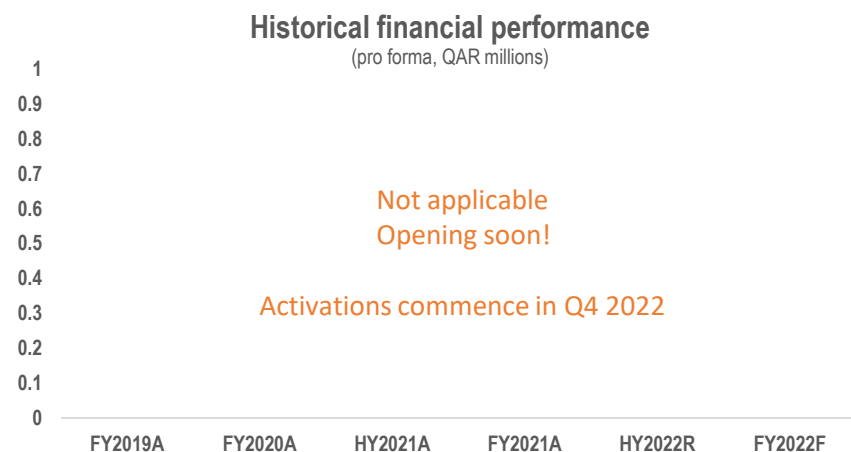 Historical financial performance
(pro forma, QAR millions)
1
0.9
0.8
0.7
0.6
0.5
0.4
0.3
0.2
0.1
0
Not applicable
Opening soon!
Activations commence in Q4 2022
FY2019A FY2020A HY2021A FY2021A HY2022R FY2022F